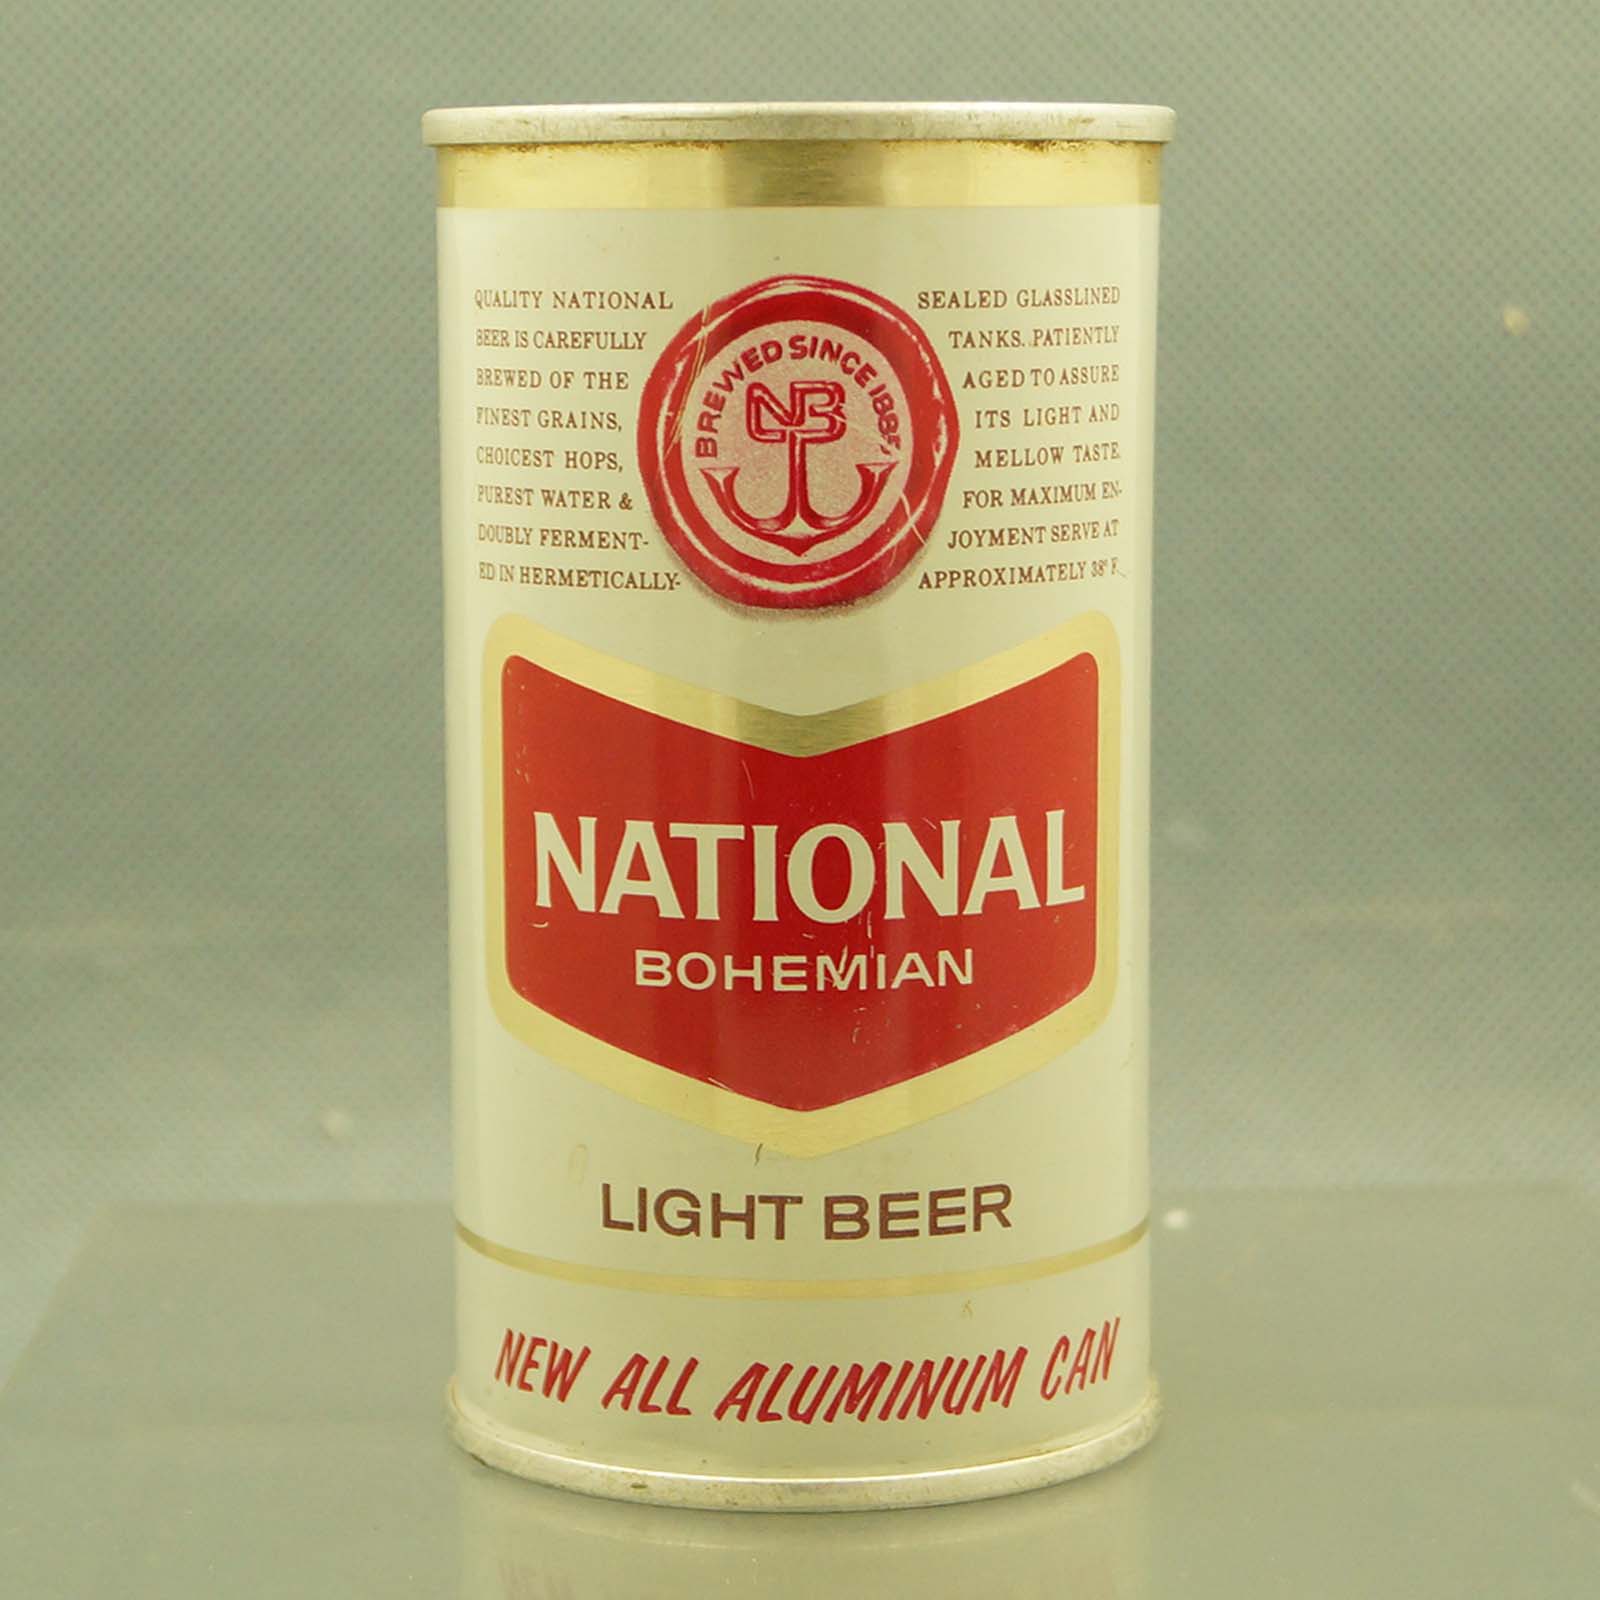 QUALITY NATIONAL
BEER IS CAREFULLY
BREWED OF THE
FINEST GRAINS,
CHOICEST HOPS,
PUREST WATER &
DOUBLY FERMENT-
ED IN HERMETICALLY-
SEALED GLASSLINED
TANKS. PATIENTLY
AGED TO ASSURE
ITS LIGHT AND
MELLOW TASTE.
FOR MAXIMUM EN-
JOYMENT SERVE AT
APPROXIMATELY 38° F.
BREWED SINCE 1885
NB
NATIONAL
BOHEMIAN
LIGHT BEER
NEW ALL ALUMINUM CAN